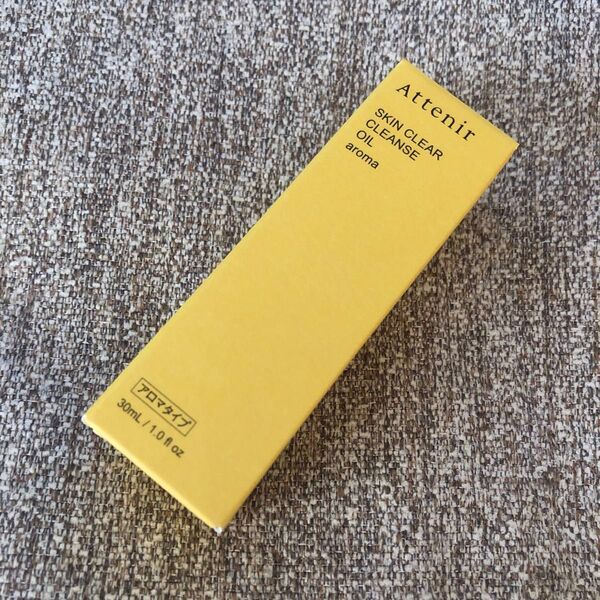 Attenir
SKIN CLEAR
CLEANSE
OIL
aroma
アロマタイプ
30mL / 1.0 fl oz